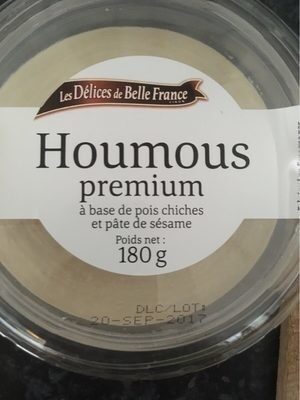 Les Délices de Belle France
Houmous
premium
à base de pois chiches
et pâte de sésame
Poids net :
180 g
DLC/LOT:
20-SEP-2017